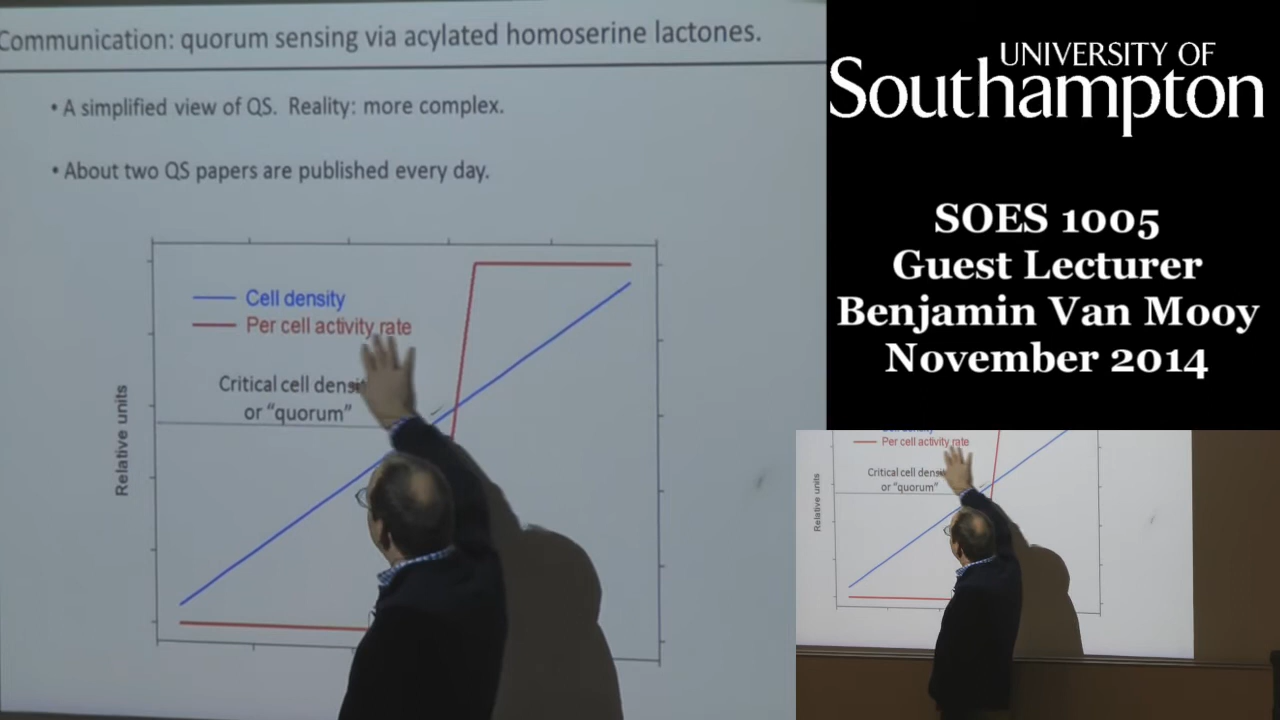 Communication: quorum sensing via acylated homoserine lactones.
• A simplified view of QS. Reality: more complex.
• About two QS papers are published every day.
Cell density
Per cell activity rate
Critical cell
or “quorum”
Relative units
UNIVERSITY OF
Southampton
SOES 1005
Guest Lecturer
Benjamin Van Mooy
November 2014
Per cell activity rate
Critical cell
or “quorum”
Relative units